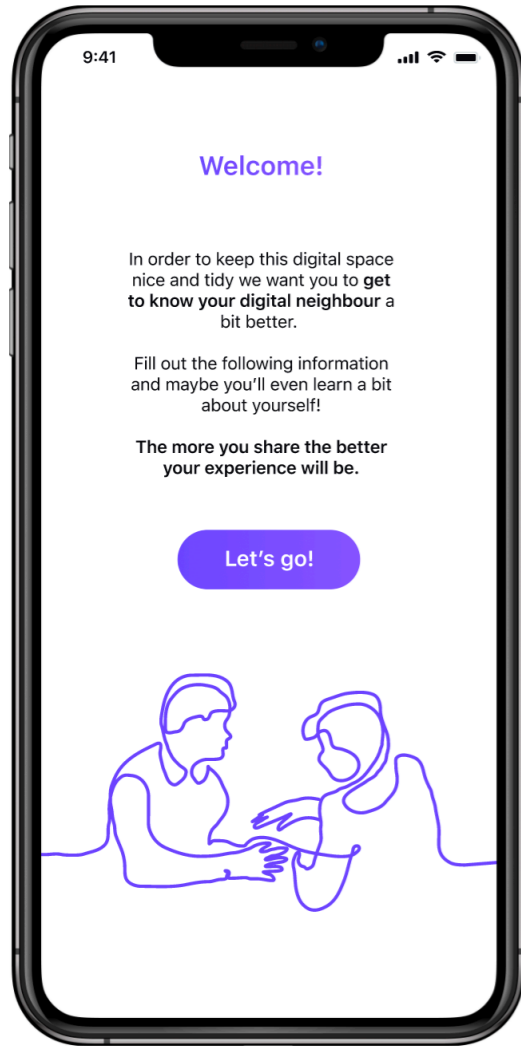 9:41
Welcome!
In order to keep this digital space
nice and tidy we want you to get
to know your digital neighbour a
bit better.
Fill out the following information
and maybe you’ll even learn a bit
about yourself!
The more you share the better
your experience will be.
Let’s go!